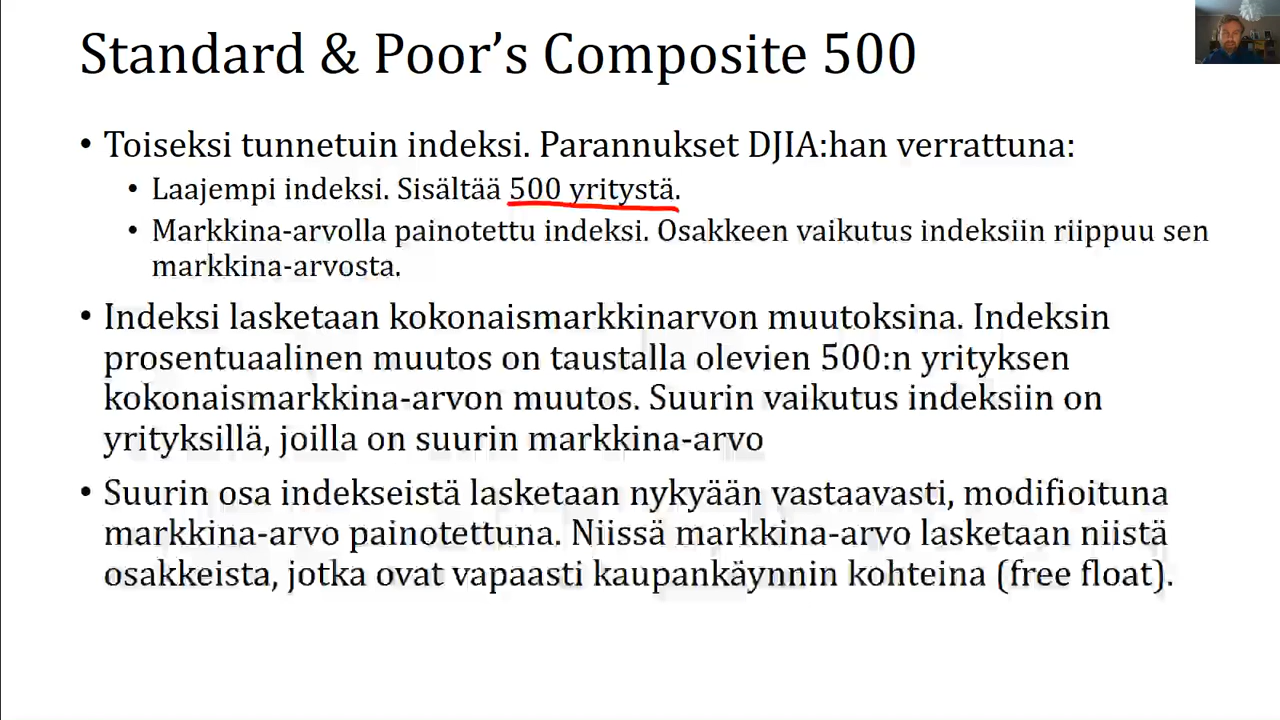 Standard & Poor’s Composite 500
• Toiseksi tunnetuin indeksi. Parannukset DJIA:han verrattuna:
• Laajempi indeksi. Sisältää 500 yritystä.
• Markkina-arvolla painotettu indeksi. Osakkeen vaikutus indeksiin riippuu sen
markkina-arvosta.
• Indeksi lasketaan kokonaismarkkinarvon muutoksina. Indeksin
prosentuaalinen muutos on taustalla olevien 500:n yrityksen
kokonaismarkkina-arvon muutos. Suurin vaikutus indeksiin on
yrityksillä, joilla on suurin markkina-arvo
• Suurin osa indekseistä lasketaan nykyään vastaavasti, modifioituna
markkina-arvo painotettuna. Niissä markkina-arvo lasketaan niistä
osakkeista, jotka ovat vapaasti kaupankäynnin kohteina (free float).